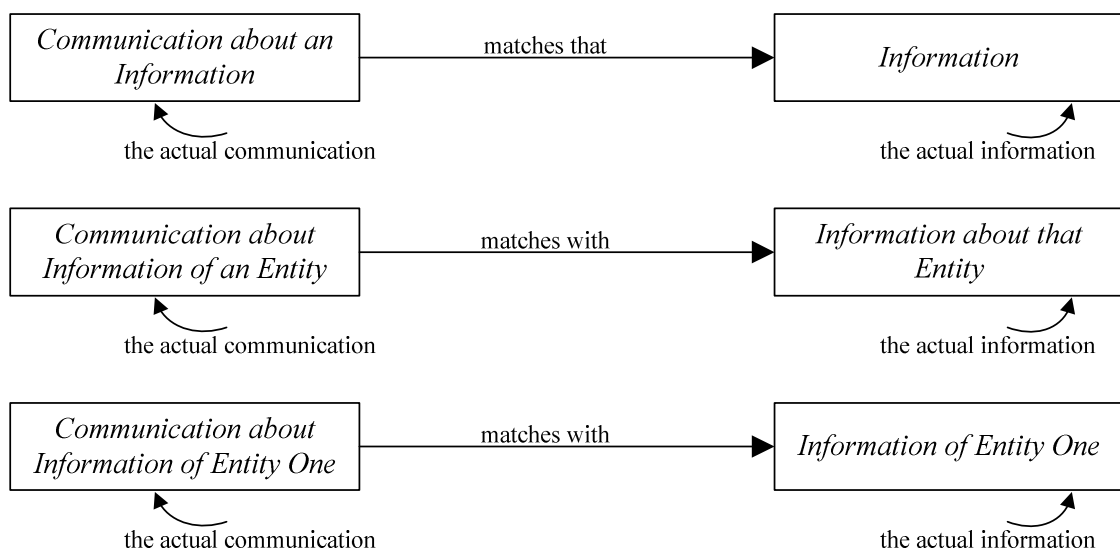 Communication about an
Information
matches that
Information
the actual communication
the actual information
Communication about
Information of an Entity
matches with
Information about that
Entity
the actual communication
the actual information
Communication about
Information of Entity One
matches with
Information of Entity One
the actual communication
the actual information